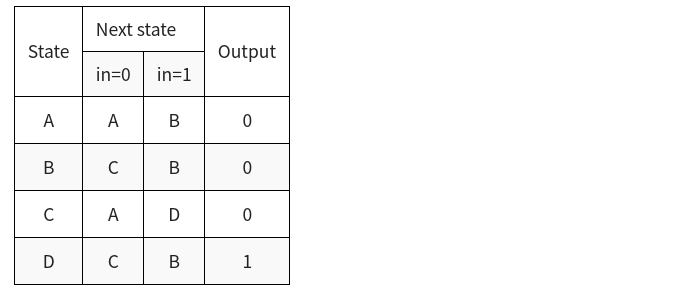 State Next state Output
in=0 in=1
A A B 0
B C B 0
C A D 0
D C B 1